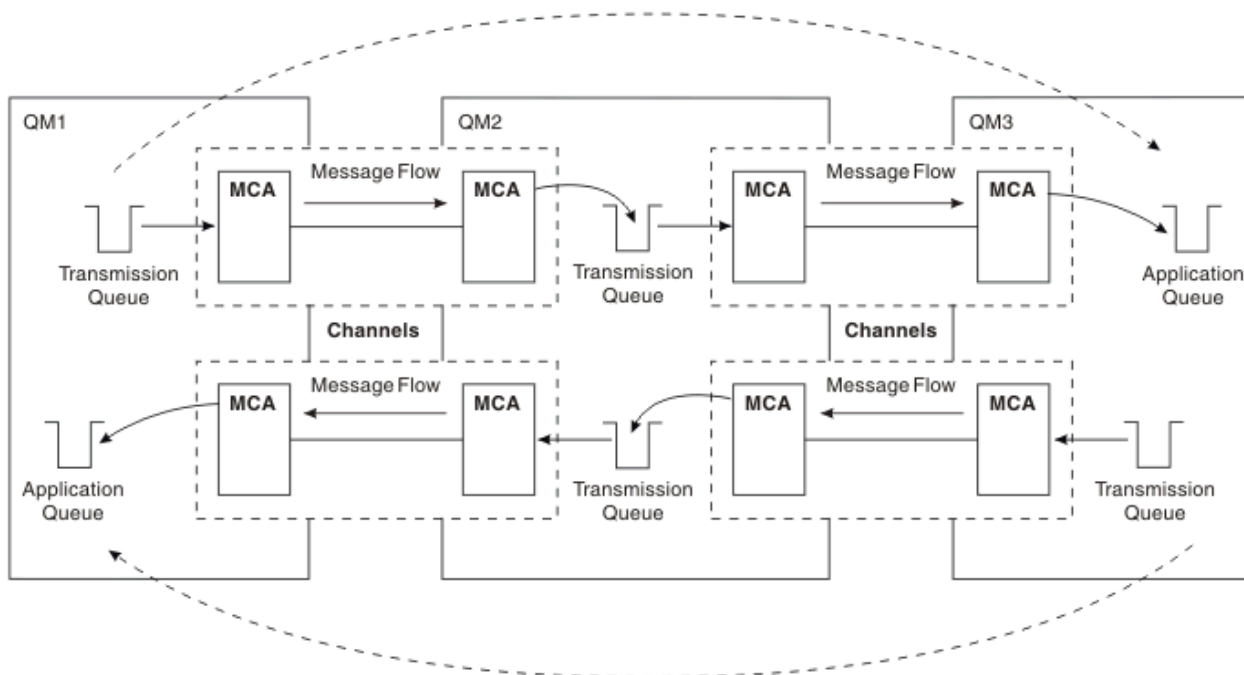 QM1
QM2
QM3
MCA
Message Flow
MCA
MCA
Message Flow
MCA
Transmission
Queue
Transmission
Queue
Application
Queue
Channels
Channels
MCA
Message Flow
MCA
MCA
Message Flow
MCA
Application
Queue
Transmission
Queue
Transmission
Queue